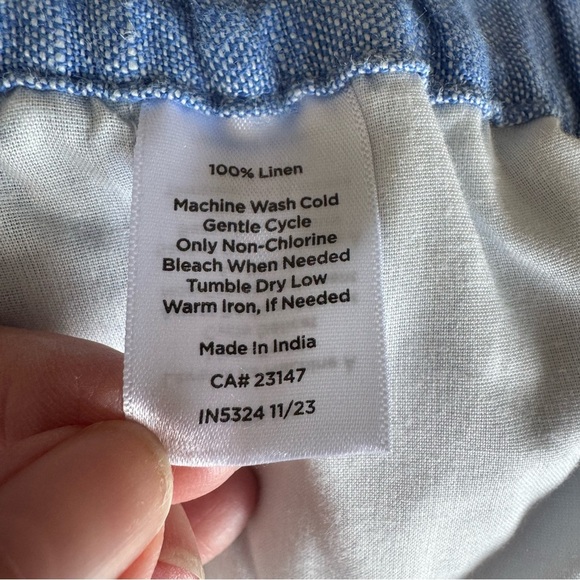 100% Linen
Machine Wash Cold
Gentle Cycle
Only Non-Chlorine
Bleach When Needed
Tumble Dry Low
Warm Iron, If Needed
Made In India
CA# 23147
IN5324 11/23